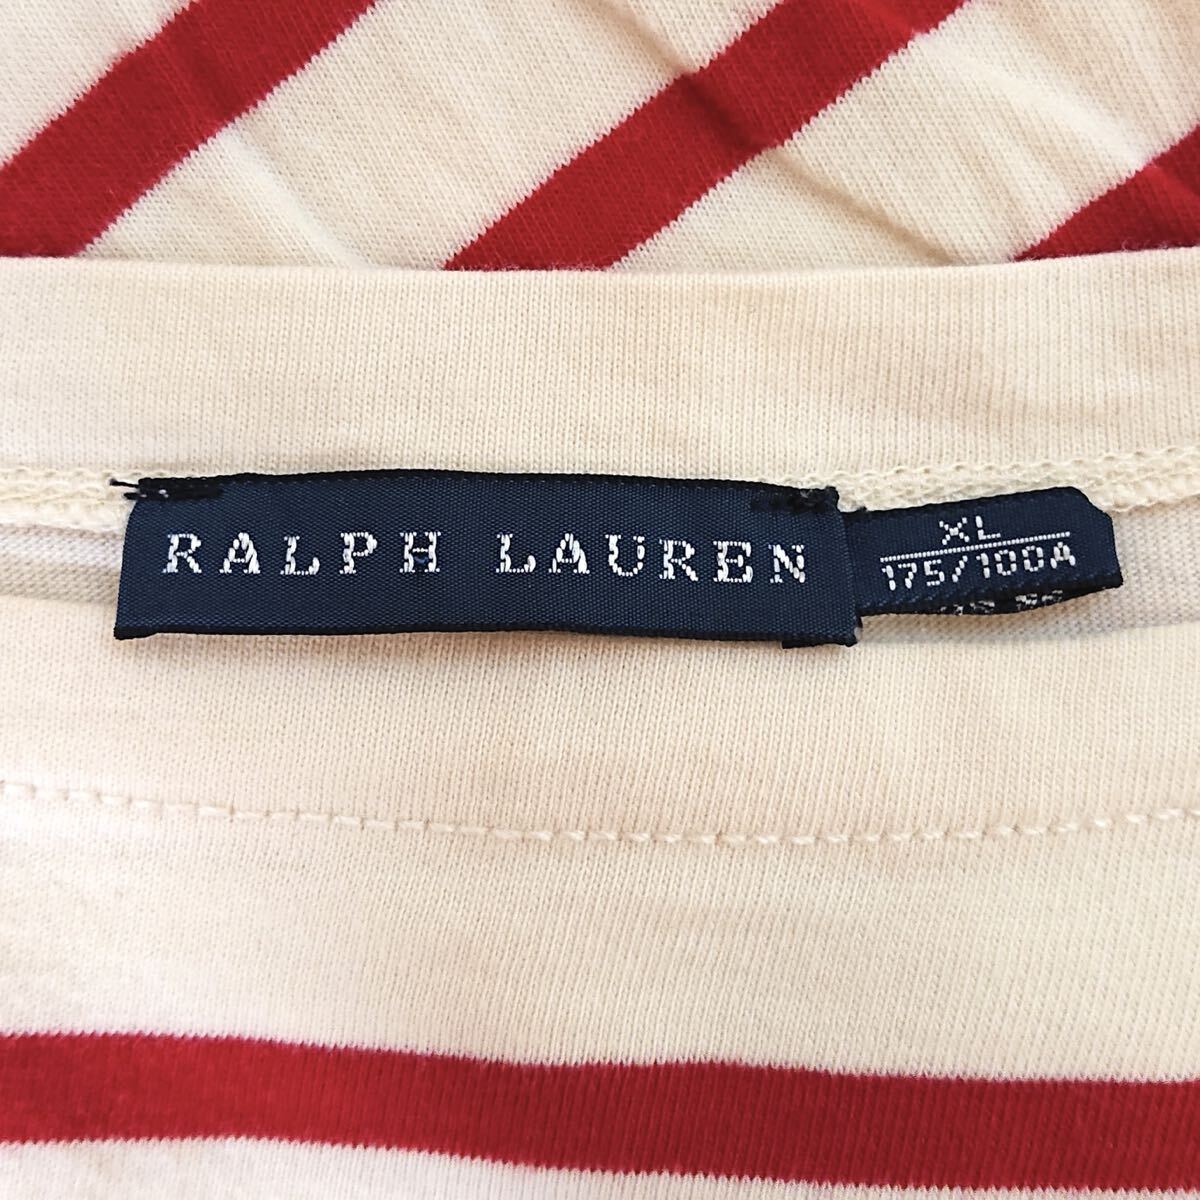 RALPH LAUREN
XL
175/100A